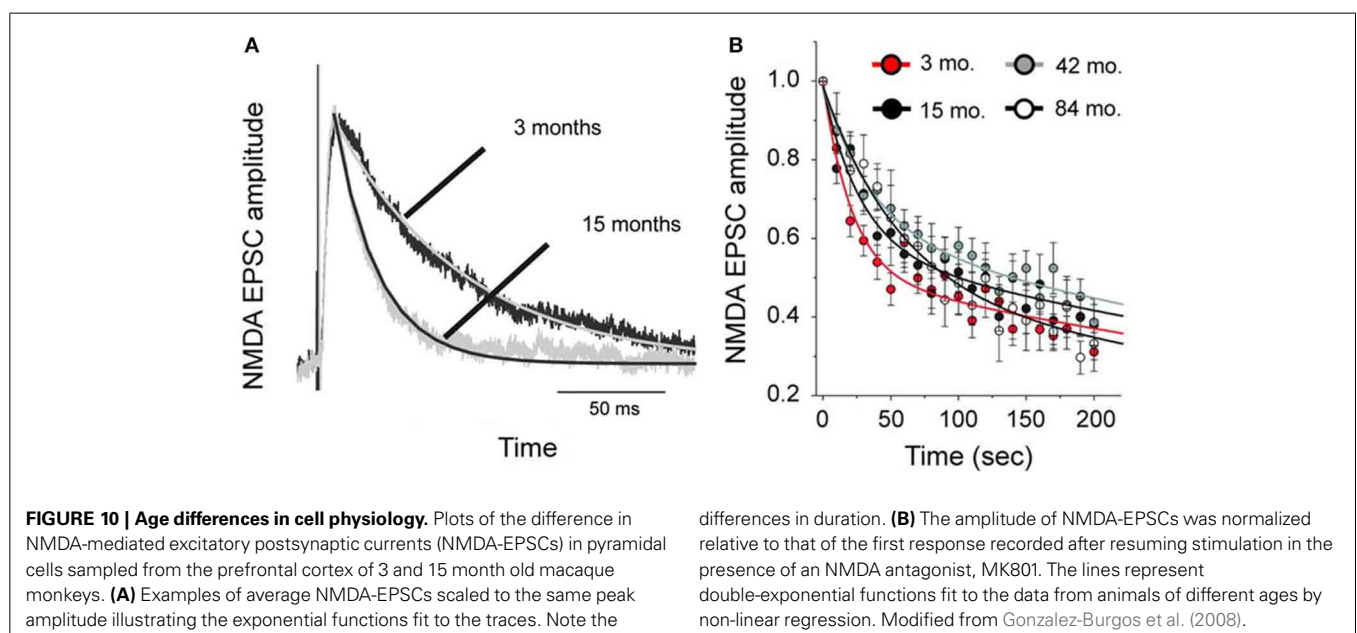 A
NMDA EPSC amplitude
3 months
15 months
50 ms
Time
B
NMDA EPSC amplitude
3 mo.
42 mo.
15 mo.
84 mo.
1.0
0.8
0.6
0.4
0.2
0
50
100
150
200
Time (sec)
FIGURE 10 | Age differences in cell physiology. Plots of the difference in
NMDA-mediated excitatory postsynaptic currents (NMDA-EPSCs) in pyramidal
cells sampled from the prefrontal cortex of 3 and 15 month old macaque
monkeys. (A) Examples of average NMDA-EPSCs scaled to the same peak
amplitude illustrating the exponential functions fit to the traces. Note the
differences in duration. (B) The amplitude of NMDA-EPSCs was normalized
relative to that of the first response recorded after resuming stimulation in the
presence of an NMDA antagonist, MK801. The lines represent
double-exponential functions fit to the data from animals of different ages by
non-linear regression. Modified from Gonzalez-Burgos et al. (2008).